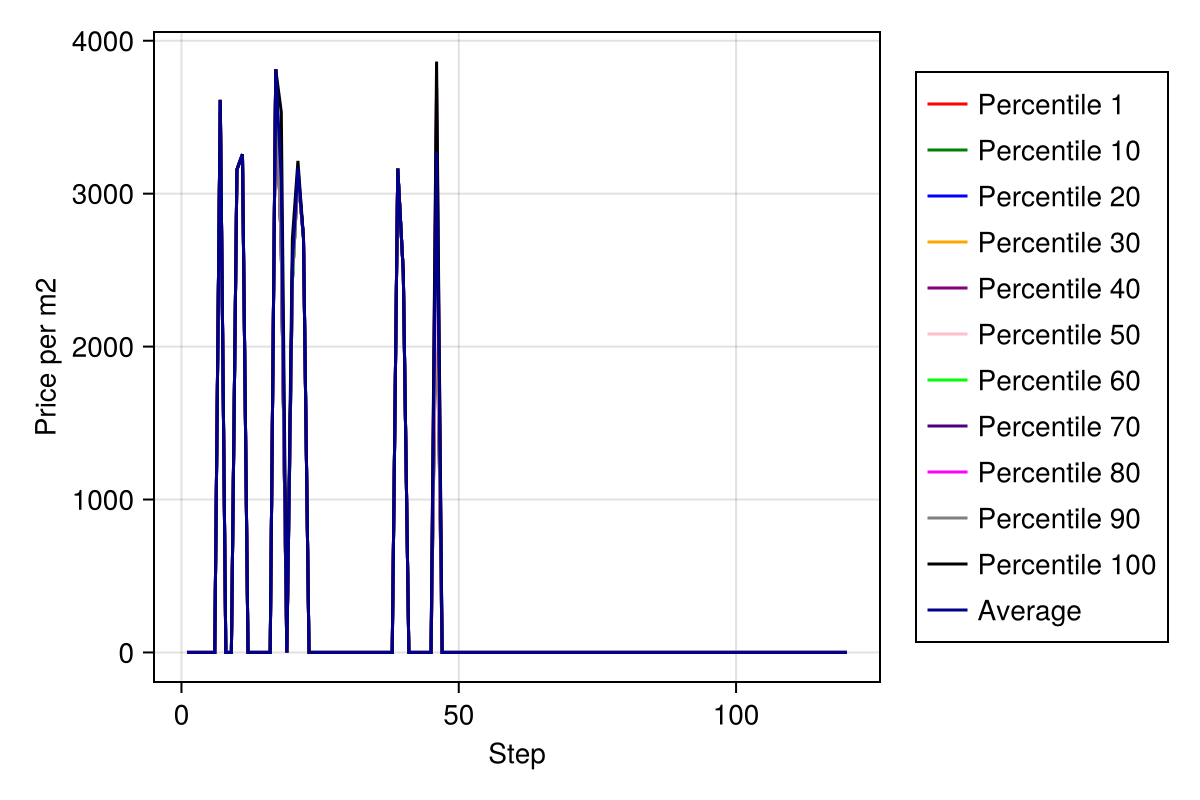 4000
3000
2000
1000
0
Price per m2
0
50
100
Step
Percentile 1
Percentile 10
Percentile 20
Percentile 30
Percentile 40
Percentile 50
Percentile 60
Percentile 70
Percentile 80
Percentile 90
Percentile 100
Average